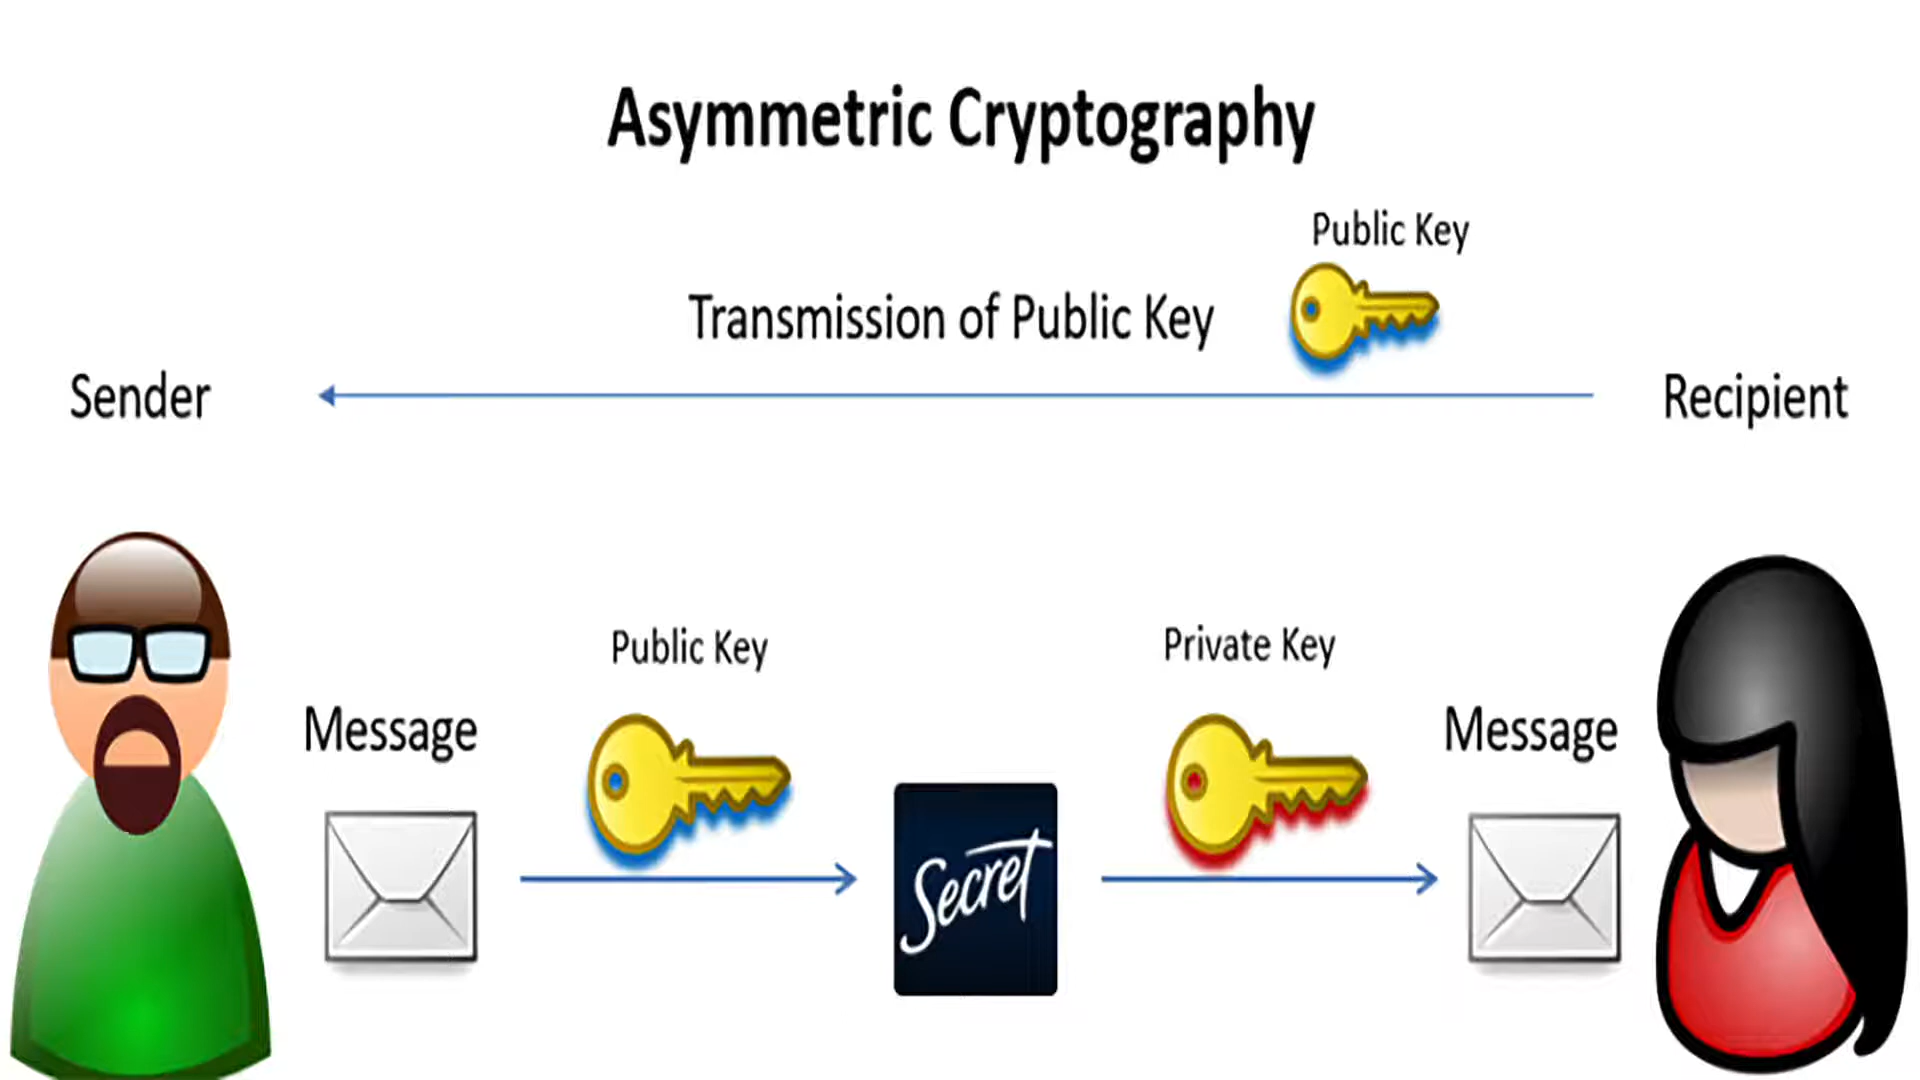 Asymmetric Cryptography
Public Key
Transmission of Public Key
Sender
Recipient
Public Key
Private Key
Message
Message
Secret